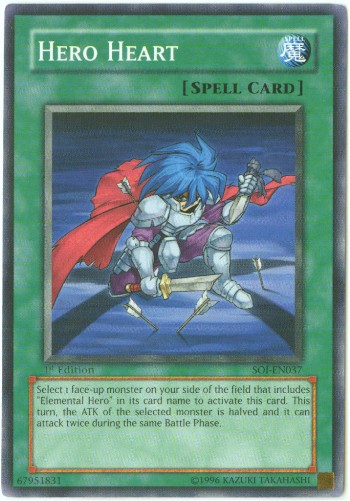 HERO HEART
魔
[SPELL CARD]
1st Edition
SOI-EN037
Select 1 face-up monster on your side of the field that includes
"Elemental Hero" in its card name to activate this card. This
turn, the ATK of the selected monster is halved and it can
attack twice during the same Battle Phase.
67951831
©1996 KAZUKI TAKAHASHI